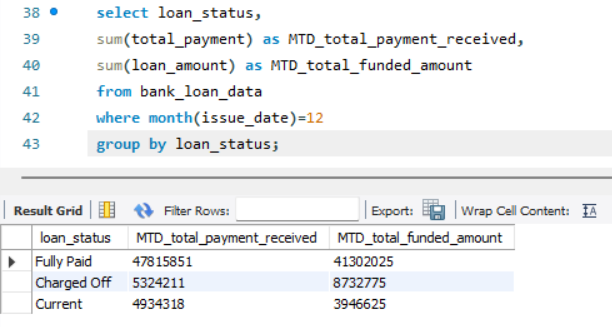 38 select loan_status,
39 sum(total_payment) as MTD_total_payment_received,
40 sum(loan_amount) as MTD_total_funded_amount
41 from bank_loan_data
42 where month(issue_date)=12
43 group by loan_status;
Result Grid Filter Rows: Export: Wrap Cell Content: IA
loan_status MTD_total_payment_received MTD_total_funded_amount
Fully Paid 47815851 41302025
Charged Off 5324211 8732775
Current 4934318 3946625